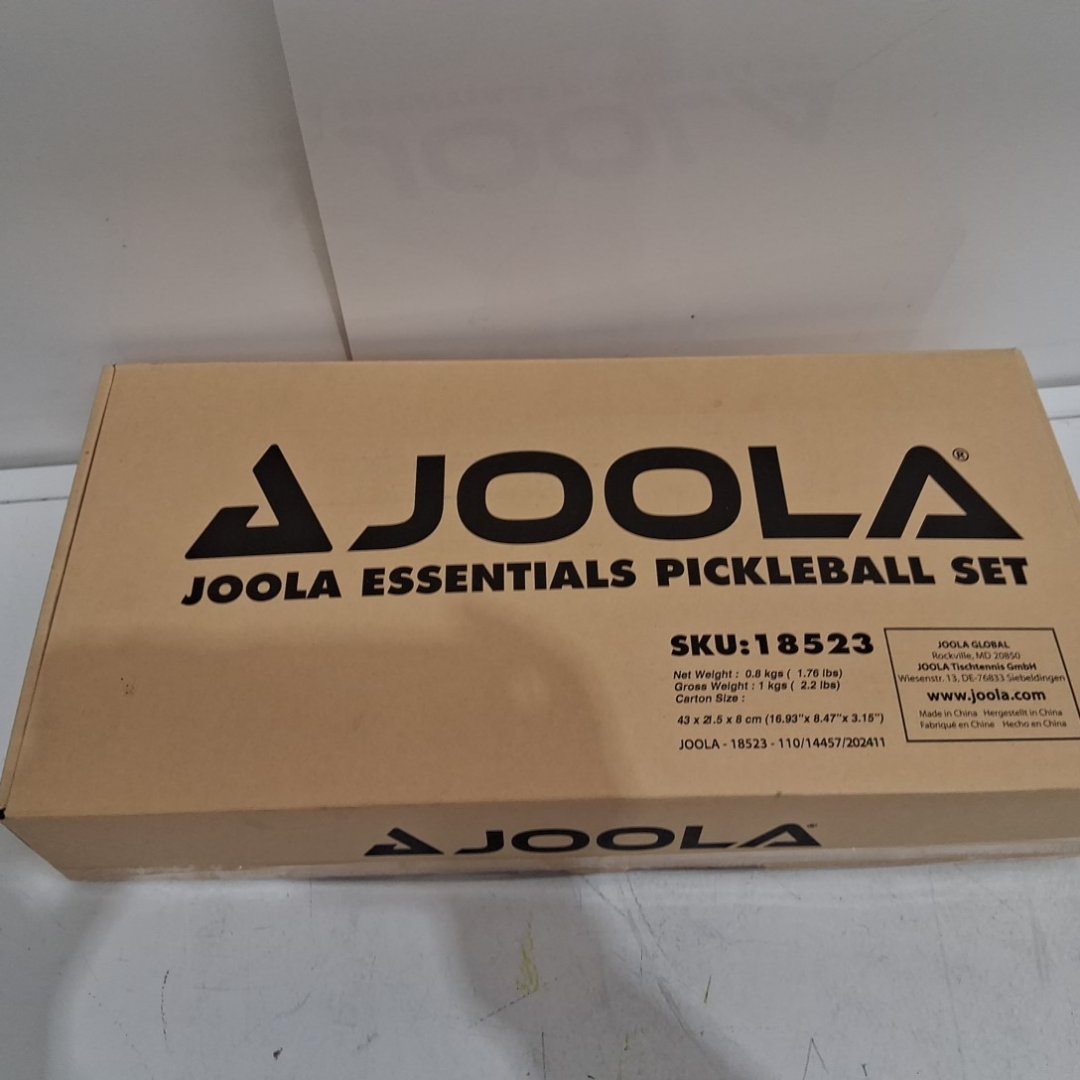 JOOLA®
JOOLA ESSENTIALS PICKLEBALL SET
SKU:18523
Net Weight : 0.8 kgs ( 1.76 lbs)
Gross Weight : 1 kgs ( 2.2 lbs)
Carton Size :
43 x 21.5 x 8 cm (16.93"x 8.47"x 3.15")
JOOLA - 18523 - 110/14457/202411
JOOLA GLOBAL
Rockville, MD 20850
JOOLA Tischtennis GmbH
Wiesenstr. 13, DE-76833 Siebeldingen
www.joola.com
Made in China Hergestellt in China
Fabriqué en Chine Hecho en China
JOOLA®